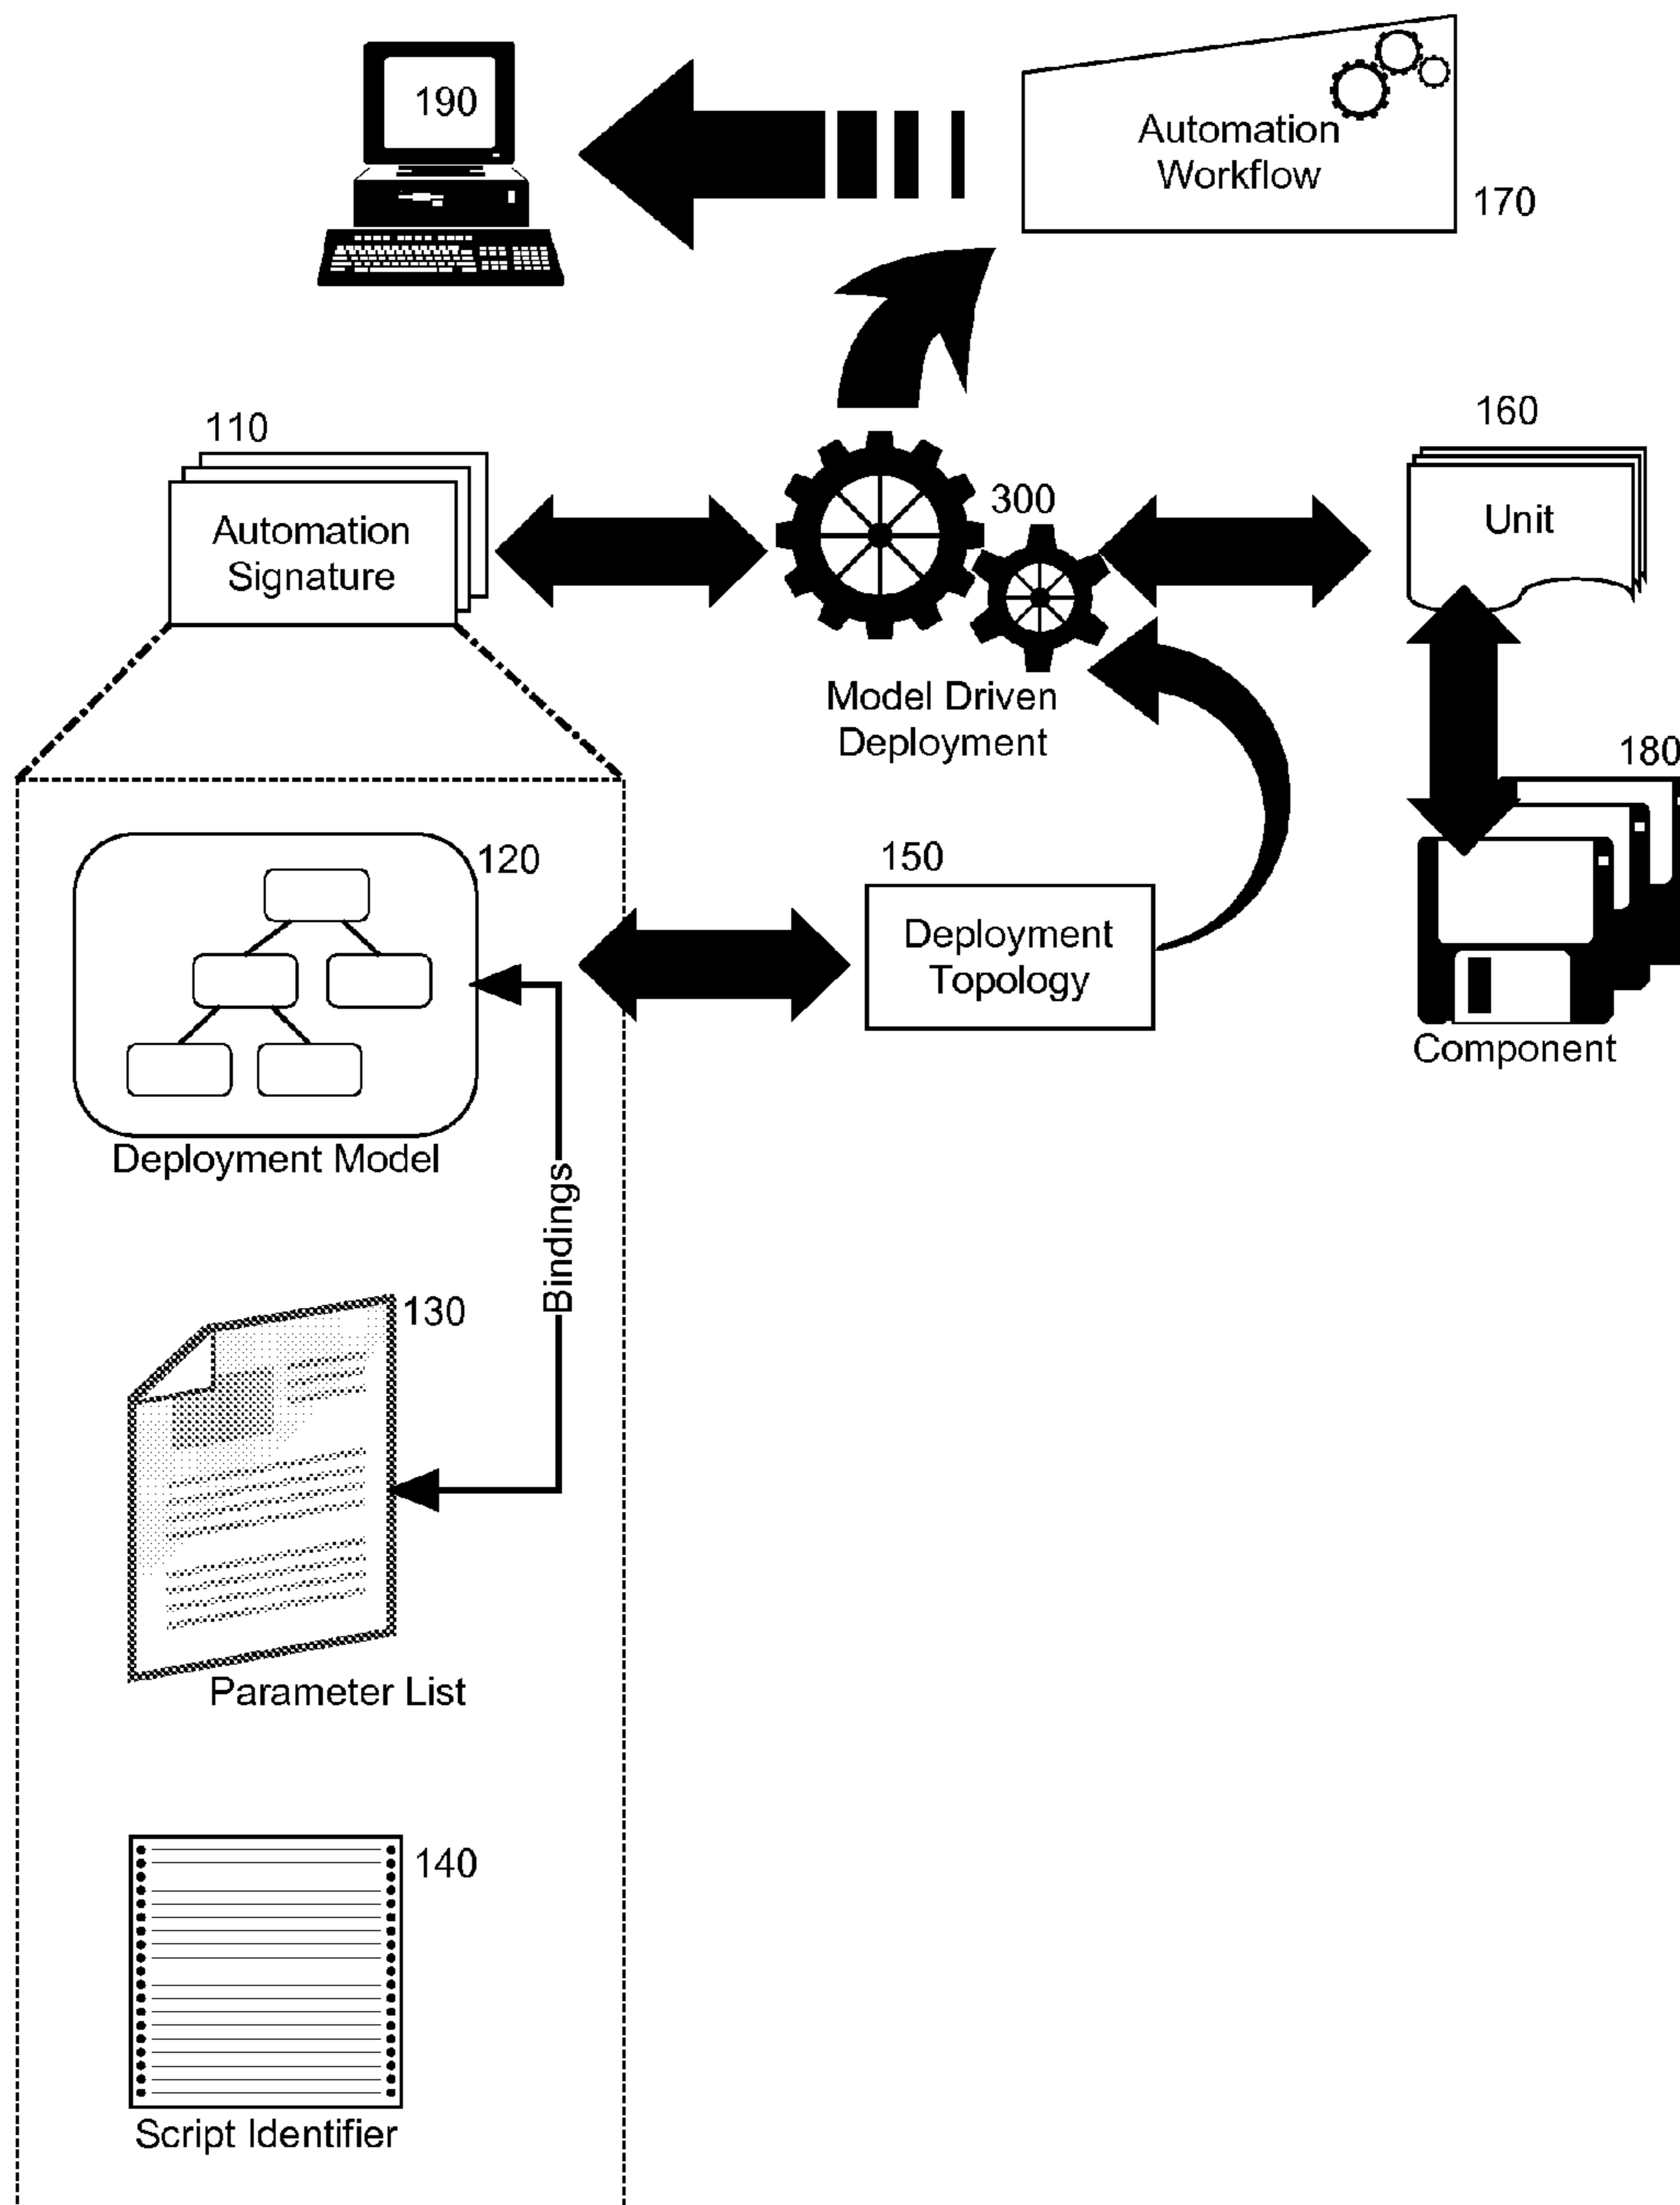 190
Automation
Workflow
170
110
Automation
Signature
300
160
Unit
Model Driven
Deployment
180
120
150
Deployment
Topology
Component
Deployment Model
Bindings
130
Parameter List
140
Script Identifier